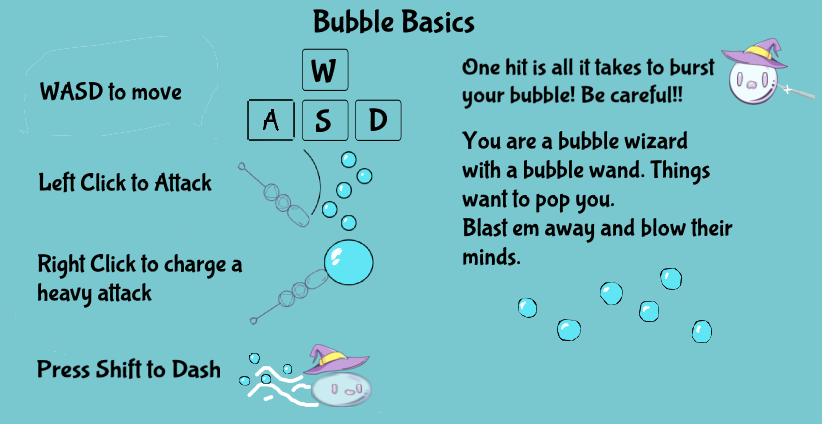 Bubble Basics
WASD to move
W
A S D
Left Click to Attack
Right Click to charge a
heavy attack
Press Shift to Dash
One hit is all it takes to burst
your bubble! Be careful!!
You are a bubble wizard
with a bubble wand. Things
want to pop you.
Blast em away and blow their
minds.